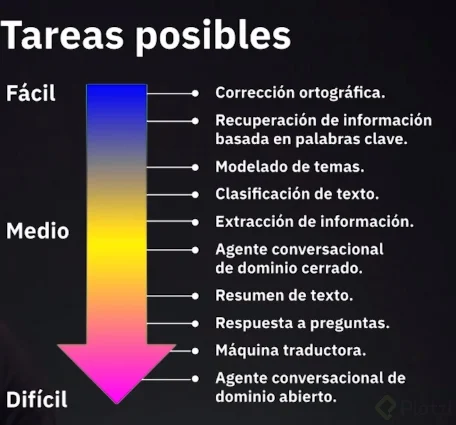 Tareas posibles
Fácil
Corrección ortográfica.
Recuperación de información
basada en palabras clave.
Modelado de temas.
Clasificación de texto.
Extracción de información.
Medio
Agente conversacional
de dominio cerrado.
Resumen de texto.
Respuesta a preguntas.
Máquina traductora.
Agente conversacional de
dominio abierto.
Difícil